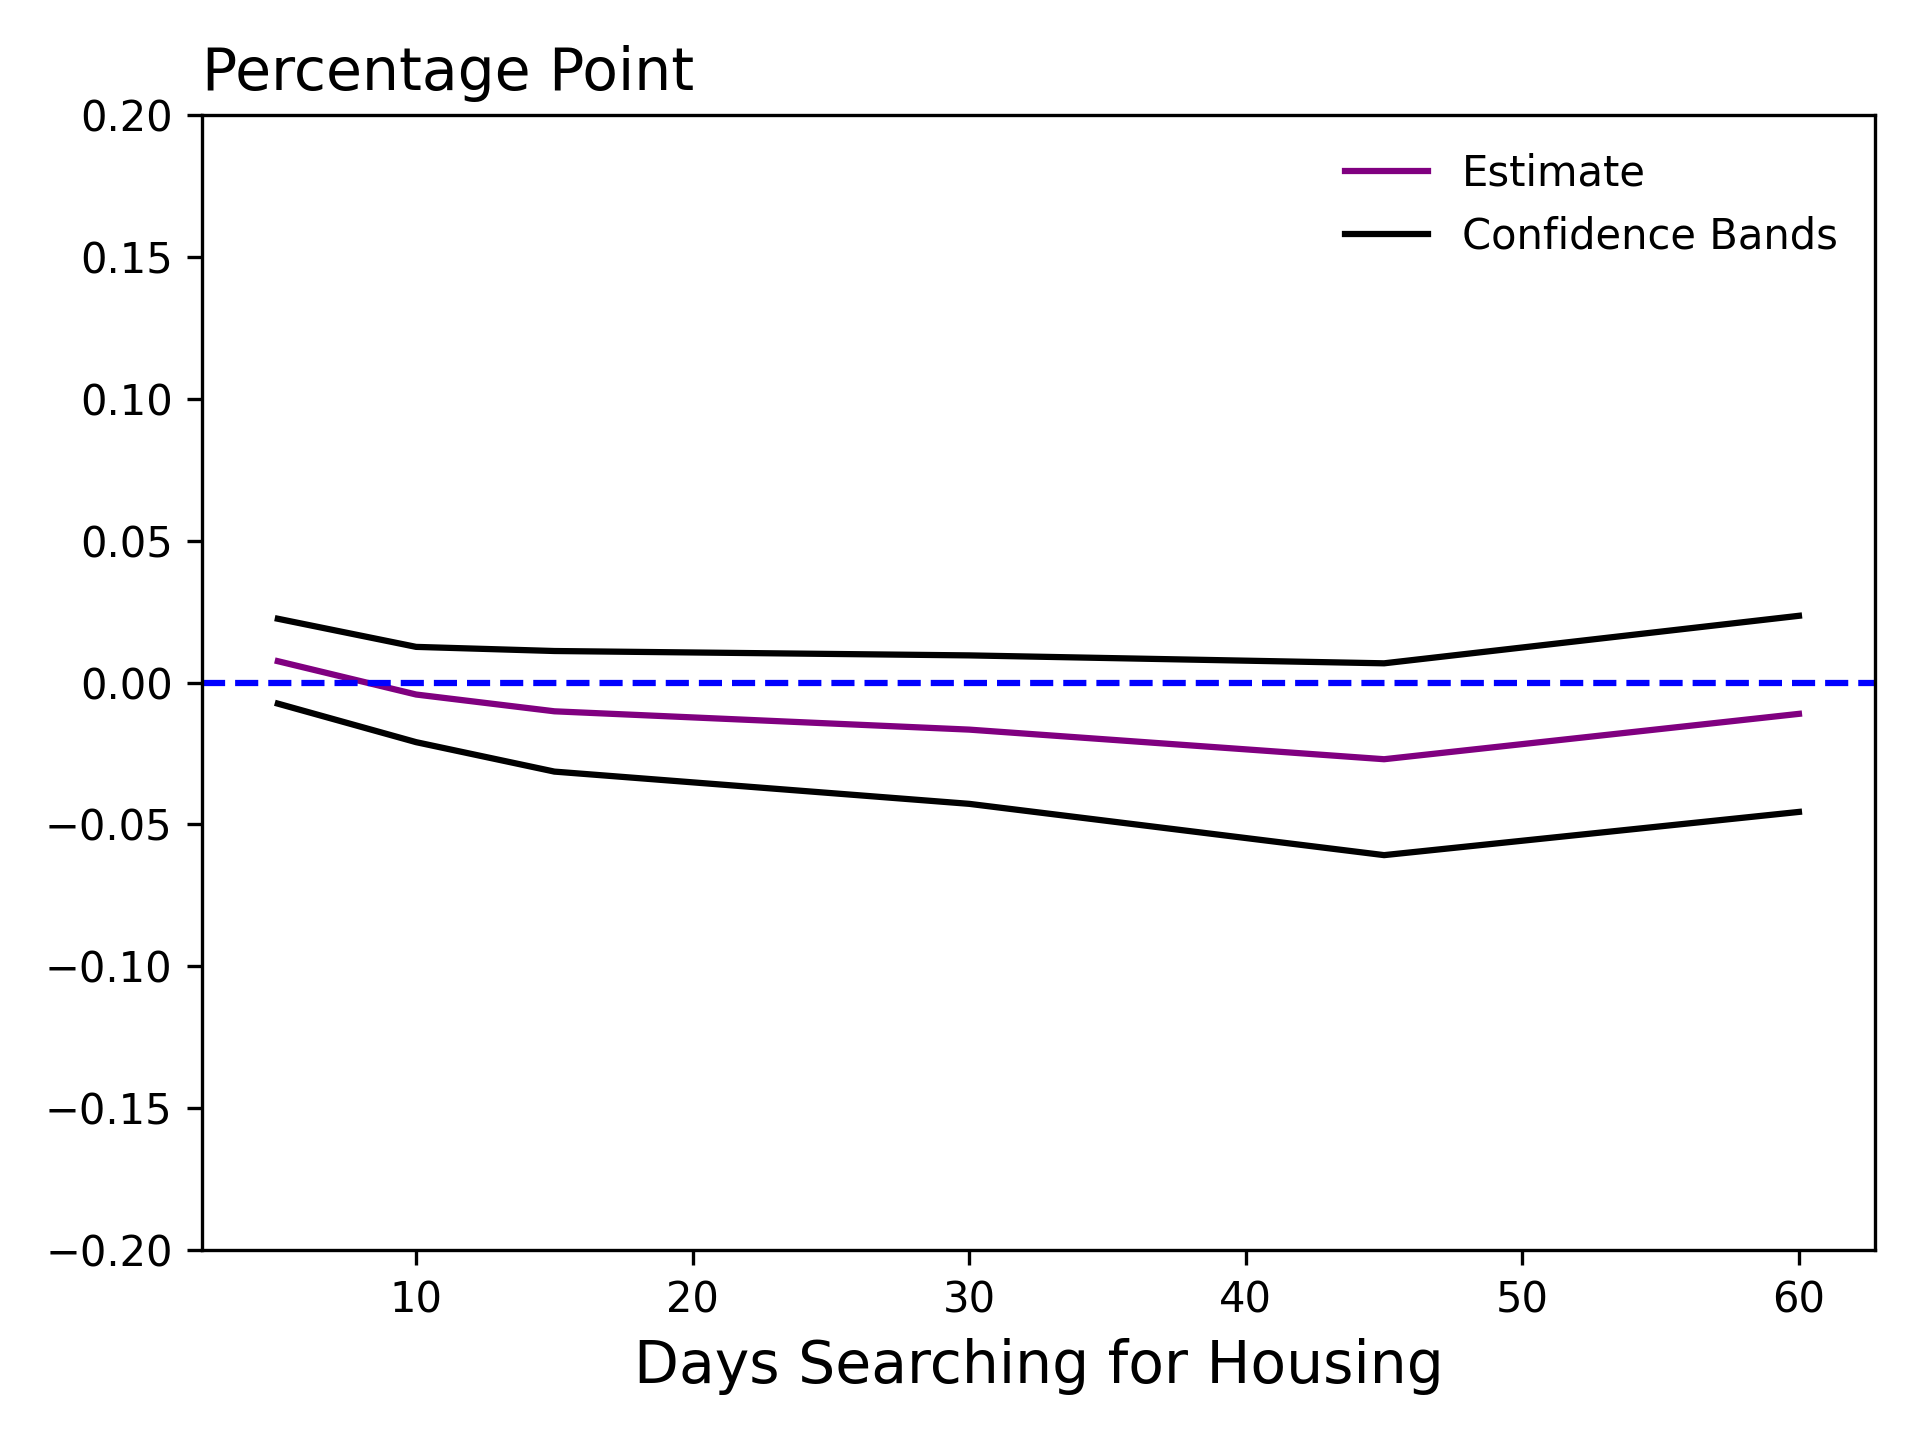 Percentage Point
0.20
Estimate
Confidence Bands
0.15
0.10
0.05
0.00
−0.05
−0.10
−0.15
−0.20
10 20 30 40 50 60
Days Searching for Housing